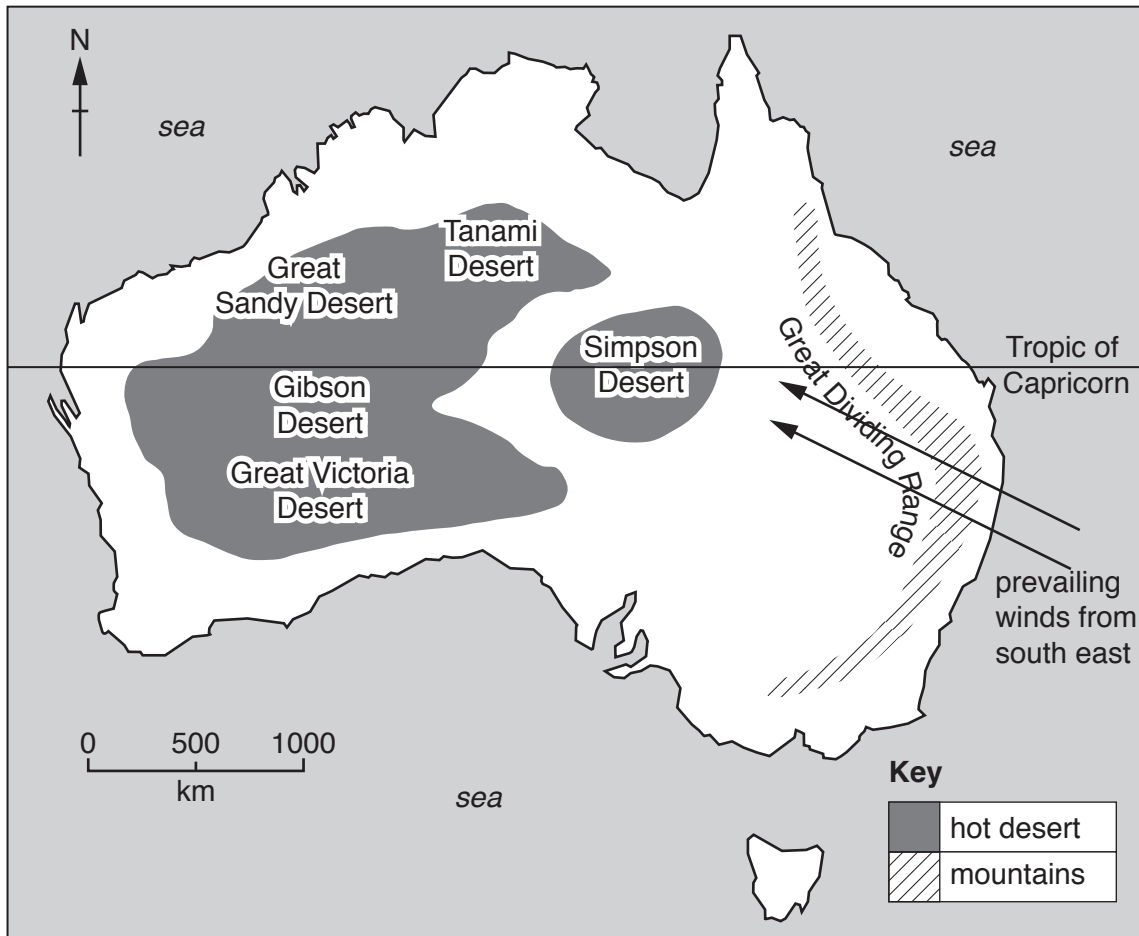 N
sea
sea
Tanami
Desert
Great
Sandy Desert
Simpson
Desert
Tropic of
Capricorn
Great Dividing Range
Gibson
Desert
Great Victoria
Desert
prevailing
winds from
south east
0 500 1000
km
sea
Key
hot desert
mountains